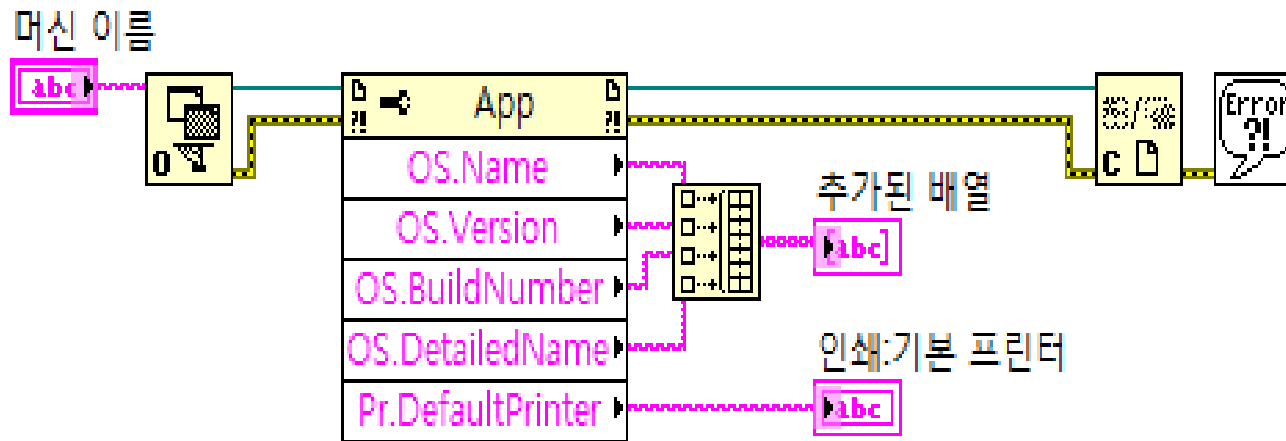 머신 이름
abc
App
?!
?!
O
OS.Name
OS.Version
OS.BuildNumber
OS.DetailedName
Pr.DefaultPrinter
추가된 배열
[abc]
인쇄:기본 프린터
abc
C
Error
?!